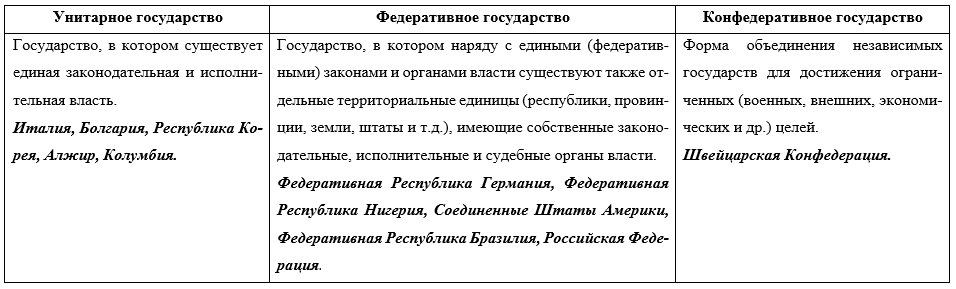 Унитарное государство
Федеративное государство
Конфедеративное государство
Государство, в котором существует
единая законодательная и исполни-
тельная власть.
Италия, Болгария, Республика Ко-
рея, Алжир, Колумбия.
Государство, в котором наряду с едиными (федератив-
ными) законами и органами власти существуют также от-
дельные территориальные единицы (республики, провин-
ции, земли, штаты и т.д.), имеющие собственные законо-
дательные, исполнительные и судебные органы власти.
Федеративная Республика Германия, Федеративная
Республика Нигерия, Соединенные Штаты Америки,
Федеративная Республика Бразилия, Российская Феде-
рация.
Форма объединения независимых
государств для достижения ограни-
ченных (военных, внешних, экономи-
ческих и др.) целей.
Швейцарская Конфедерация.